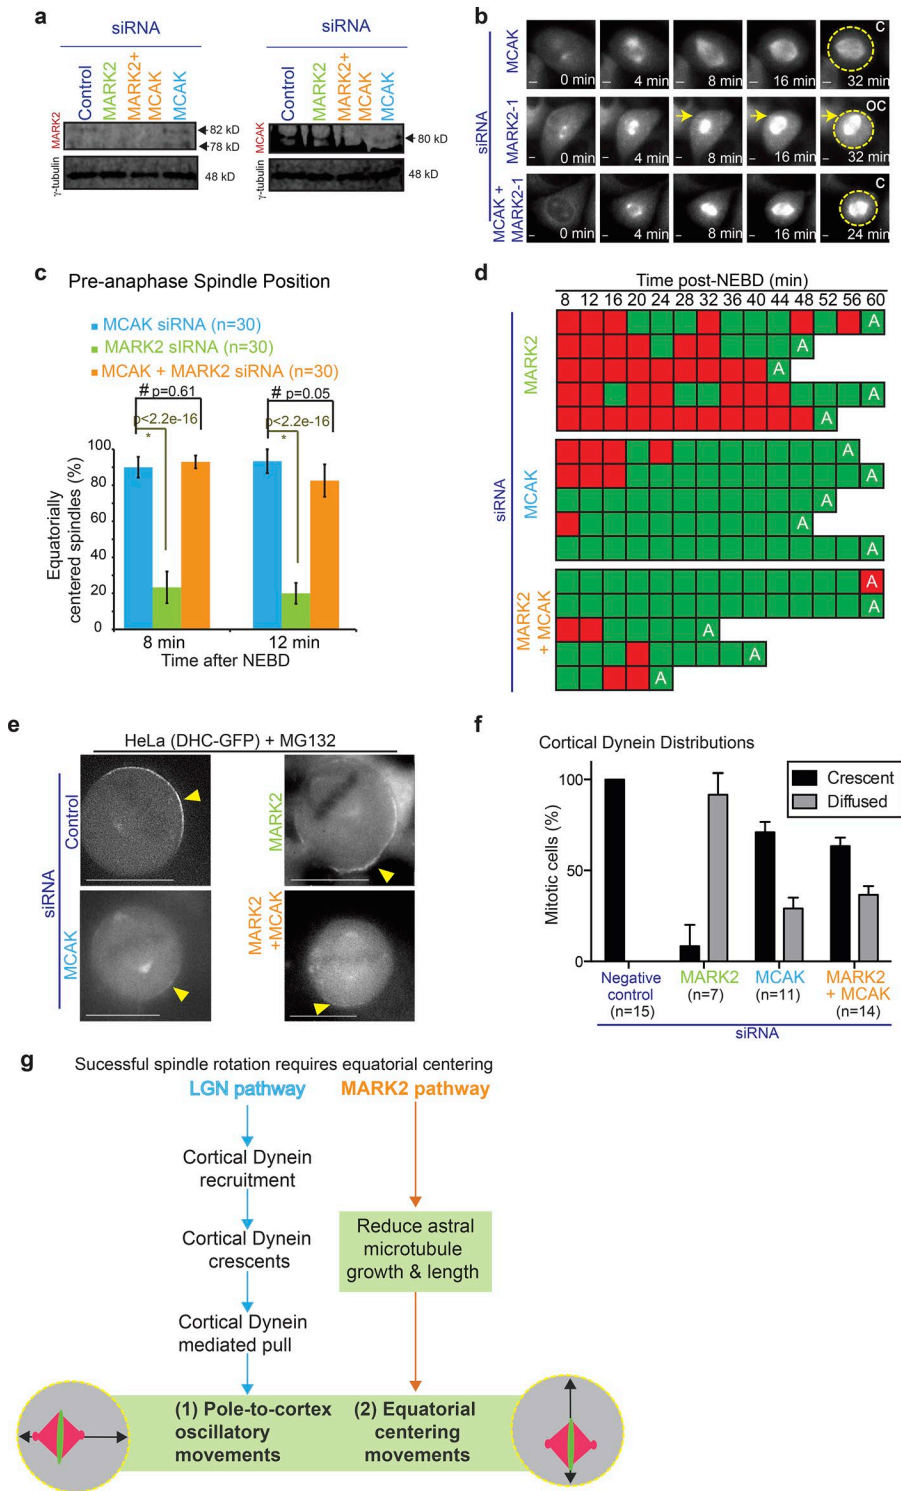 a
siRNA
siRNA
Control
MARK2
MARK2+
MCAK
MCAK
Control
MARK2
MARK2+
MCAK
MCAK
MARK2
82 kD
78 kD
γ-tubulin
48 kD
MCAK
80 kD
γ-tubulin
48 kD
b
siRNA
MCAK
0 min
4 min
8 min
16 min
C
32 min
MARK2-1
0 min
4 min
8 min
16 min
OC
32 min
MCAK +
MARK2-1
0 min
4 min
8 min
16 min
C
24 min
c
Pre-anaphase Spindle Position
MCAK siRNA (n=30)
MARK2 sIRNA (n=30)
MCAK + MARK2 siRNA (n=30)
# p=0.61
# p=0.05
p<2.2e-16
p<2.2e-16
*
*
Equatorially
centered spindles (%)
100
80
60
40
20
0
8 min
12 min
Time after NEBD
d
Time post-NEBD (min)
8 12 16 20 24 28 32 36 40 48 52 56 60
siRNA
MARK2
A
A
A
A
A
MCAK
A
A
A
A
A
MARK2
+ MCAK
A
A
A
A
A
e
HeLa (DHC-GFP) + MG132
siRNA
Control
MARK2
MCAK
MARK2
+MCAK
f
Cortical Dynein Distributions
Crescent
Diffused
Mitotic cells (%)
100
50
0
Negative
control
(n=15)
MARK2
(n=7)
MCAK
(n=11)
MARK2
+ MCAK
(n=14)
siRNA
g
Sucessful spindle rotation requires equatorial centering
LGN pathway
MARK2 pathway
Cortical Dynein
recruitment
Cortical Dynein
crescents
Cortical Dynein
mediated pull
Reduce astral
microtubule
growth & length
(1) Pole-to-cortex
oscillatory
movements
(2) Equatorial
centering
movements